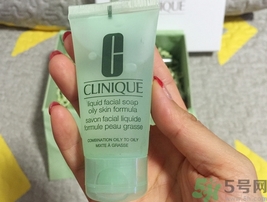 C
CLINIQUE
liquid facial soap
oily skin formula
savon facial liquide
formule peau grasse
COMBINATION OILY TO OILY
MIXTE À GRASSE
CLINIQUE
5号网